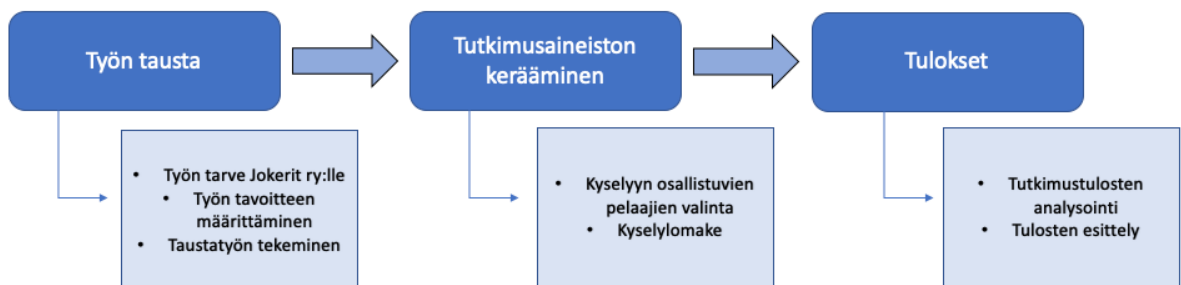 Työn tausta
Tutkimusaineiston
kerääminen
Tulokset
• Työn tarve Jokerit ry:lle
• Työn tavoitteen
määrittäminen
• Taustatyön tekeminen
• Kyselyyn osallistuvien
pelaajien valinta
• Kyselylomake
• Tutkimustulosten
analysointi
• Tulosten esittely